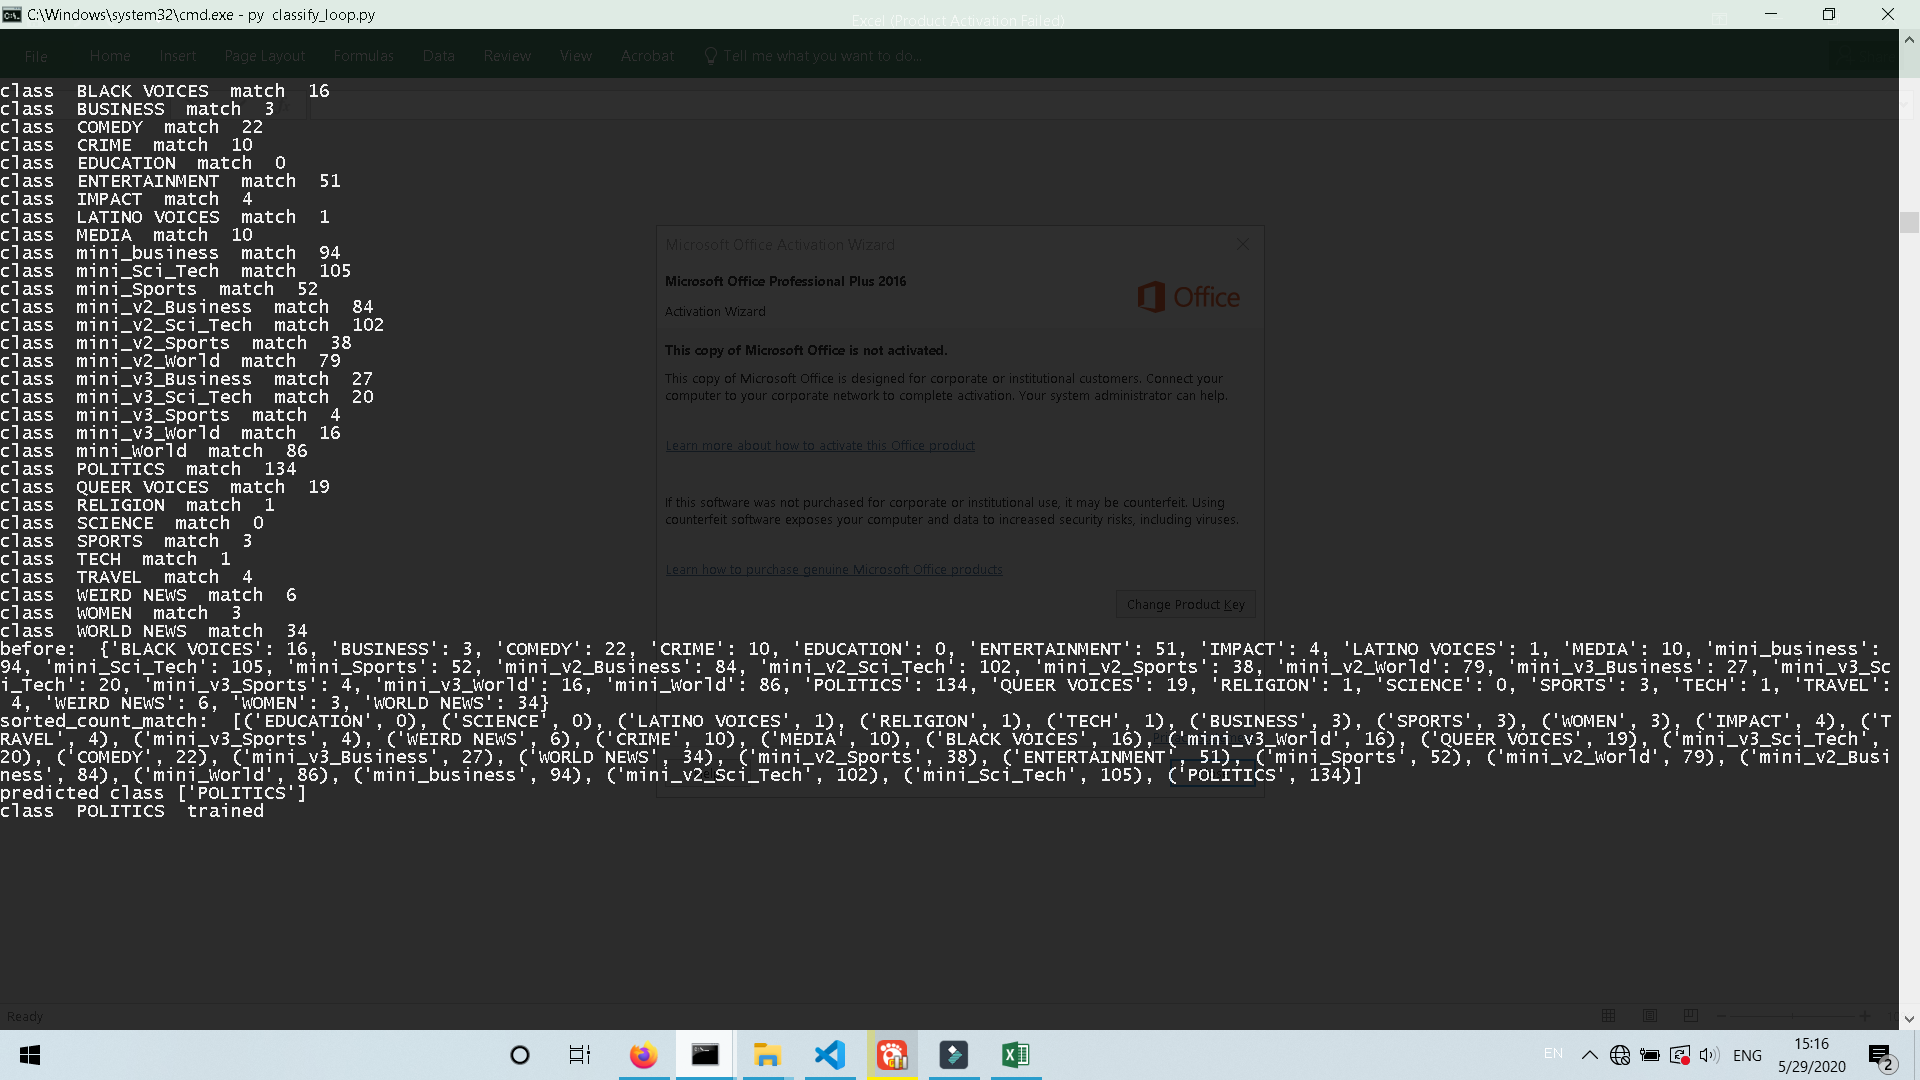 C:\Windows\system32\cmd.exe - py  classify_loop.py
Excel (Product Activation Failed)
File Home Insert Page Layout Formulas Data Review View Acrobat Tell me what you want to do...
class  BLACK VOICES  match  16
class  BUSINESS  match  3
class  COMEDY  match  22
class  CRIME  match  10
class  EDUCATION  match  0
class  ENTERTAINMENT  match  51
class  IMPACT  match  4
class  LATINO VOICES  match  1
class  MEDIA  match  10
class  mini_business  match  94
class  mini_Sci_Tech  match  105
class  mini_Sports  match  52
class  mini_v2_Business  match  84
class  mini_v2_Sci_Tech  match  102
class  mini_v2_Sports  match  38
class  mini_v2_World  match  79
class  mini_v3_Business  match  27
class  mini_v3_Sci_Tech  match  20
class  mini_v3_Sports  match  4
class  mini_v3_World  match  16
class  mini_World  match  86
class  POLITICS  match  134
class  QUEER VOICES  match  19
class  RELIGION  match  1
class  SCIENCE  match  0
class  SPORTS  match  3
class  TECH  match  1
class  TRAVEL  match  4
class  WEIRD NEWS  match  6
class  WOMEN  match  3
class  WORLD NEWS  match  34
before:  {'BLACK VOICES': 16, 'BUSINESS': 3, 'COMEDY': 22, 'CRIME': 10, 'EDUCATION': 0, 'ENTERTAINMENT': 51, 'IMPACT': 4, 'LATINO VOICES': 1, 'MEDIA': 10, 'mini_business':
94, 'mini_Sci_Tech': 105, 'mini_Sports': 52, 'mini_v2_Business': 84, 'mini_v2_Sci_Tech': 102, 'mini_v2_Sports': 38, 'mini_v2_World': 79, 'mini_v3_Business': 27, 'mini_v3_Sc
i_Tech': 20, 'mini_v3_Sports': 4, 'mini_v3_World': 16, 'mini_World': 86, 'POLITICS': 134, 'QUEER VOICES': 19, 'RELIGION': 1, 'SCIENCE': 0, 'SPORTS': 3, 'TECH': 1, 'TRAVEL':
4, 'WEIRD NEWS': 6, 'WOMEN': 3, 'WORLD NEWS': 34}
sorted_count_match:  [('EDUCATION', 0), ('SCIENCE', 0), ('LATINO VOICES', 1), ('RELIGION', 1), ('TECH', 1), ('BUSINESS', 3), ('SPORTS', 3), ('WOMEN', 3), ('IMPACT', 4), ('T
RAVEL', 4), ('mini_v3_Sports', 4), ('WEIRD NEWS', 6), ('CRIME', 10), ('MEDIA', 10), ('BLACK VOICES', 16), ('mini_v3_World', 16), ('QUEER VOICES', 19), ('mini_v3_Sci_Tech',
20), ('COMEDY', 22), ('mini_v3_Business', 27), ('WORLD NEWS', 34), ('mini_v2_Sports', 38), ('ENTERTAINMENT', 51), ('mini_Sports', 52), ('mini_v2_World', 79), ('mini_v2_Busi
ness', 84), ('mini_World', 86), ('mini_business', 94), ('mini_v2_Sci_Tech', 102), ('mini_Sci_Tech', 105), ('POLITICS', 134)]
predicted class ['POLITICS']
class  POLITICS  trained
Microsoft Office Activation Wizard
Microsoft Office Professional Plus 2016
Office
Activation Wizard
This copy of Microsoft Office is not activated.
This copy of Microsoft Office is designed for corporate or institutional customers. Connect your
computer to your corporate network to complete activation. Your system administrator can help.
Learn more about how to activate this Office product
If this software was not purchased for corporate or institutional use, it may be counterfeit. Using
counterfeit software exposes your computer and data to increased security risks, including viruses.
Learn how to purchase genuine Microsoft Office products
Change Product Key
Ready
EN
ENG
15:16
5/29/2020
2